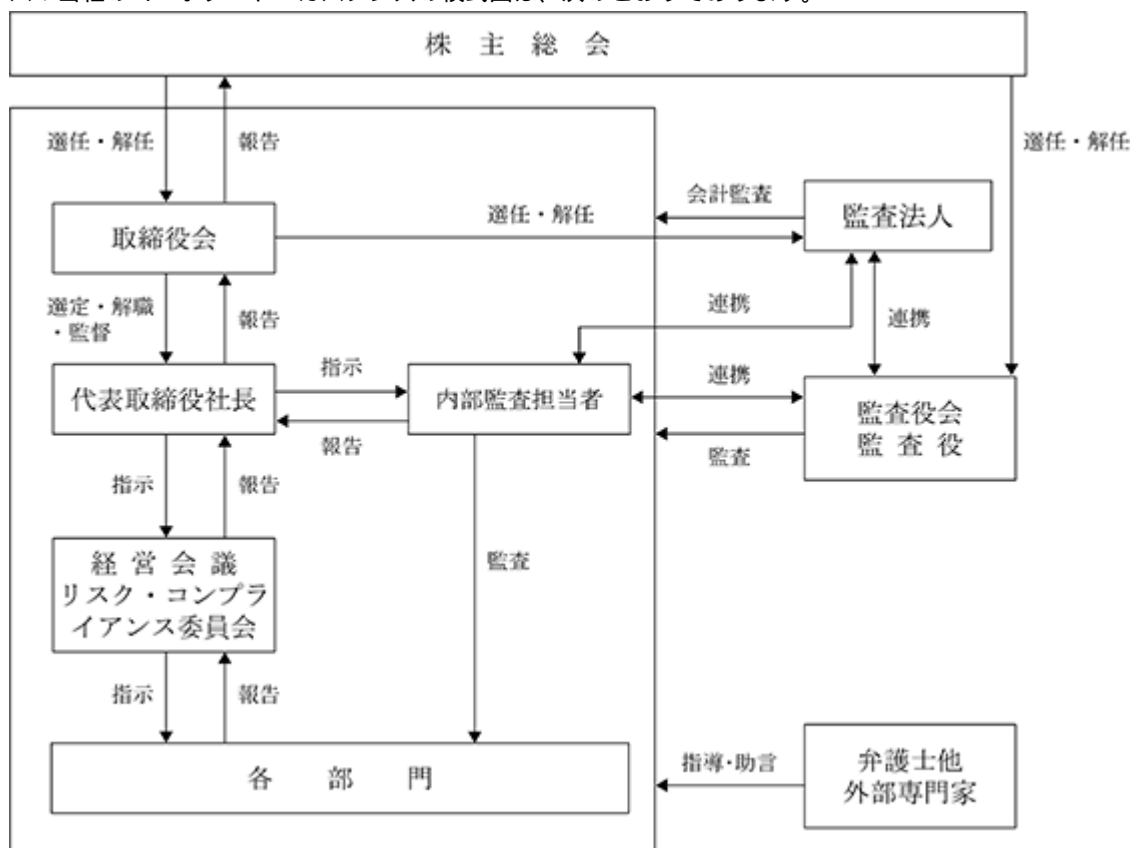 株主総会
選任・解任
報告
選任・解任
会計監査
監査法人
選任・解任
取締役会
選定・解職
・監督
報告
連携
連携
指示
連携
代表取締役社長
内部監査担当者
監査役会
監査役
報告
監査
指示
報告
経営会議
リスク・コンプラ
イアンス委員会
監査
指示
報告
各部門
指導・助言
弁護士他
外部専門家